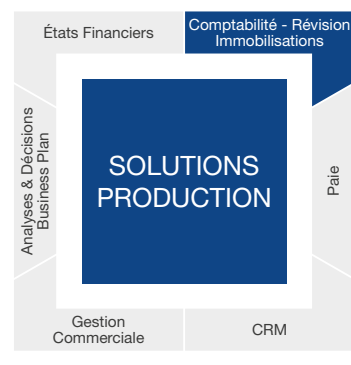 États Financiers
Comptabilité - Révision
Immobilisations
Analyses & Décisions
Business Plan
SOLUTIONS
PRODUCTION
Paie
Gestion
Commerciale
CRM